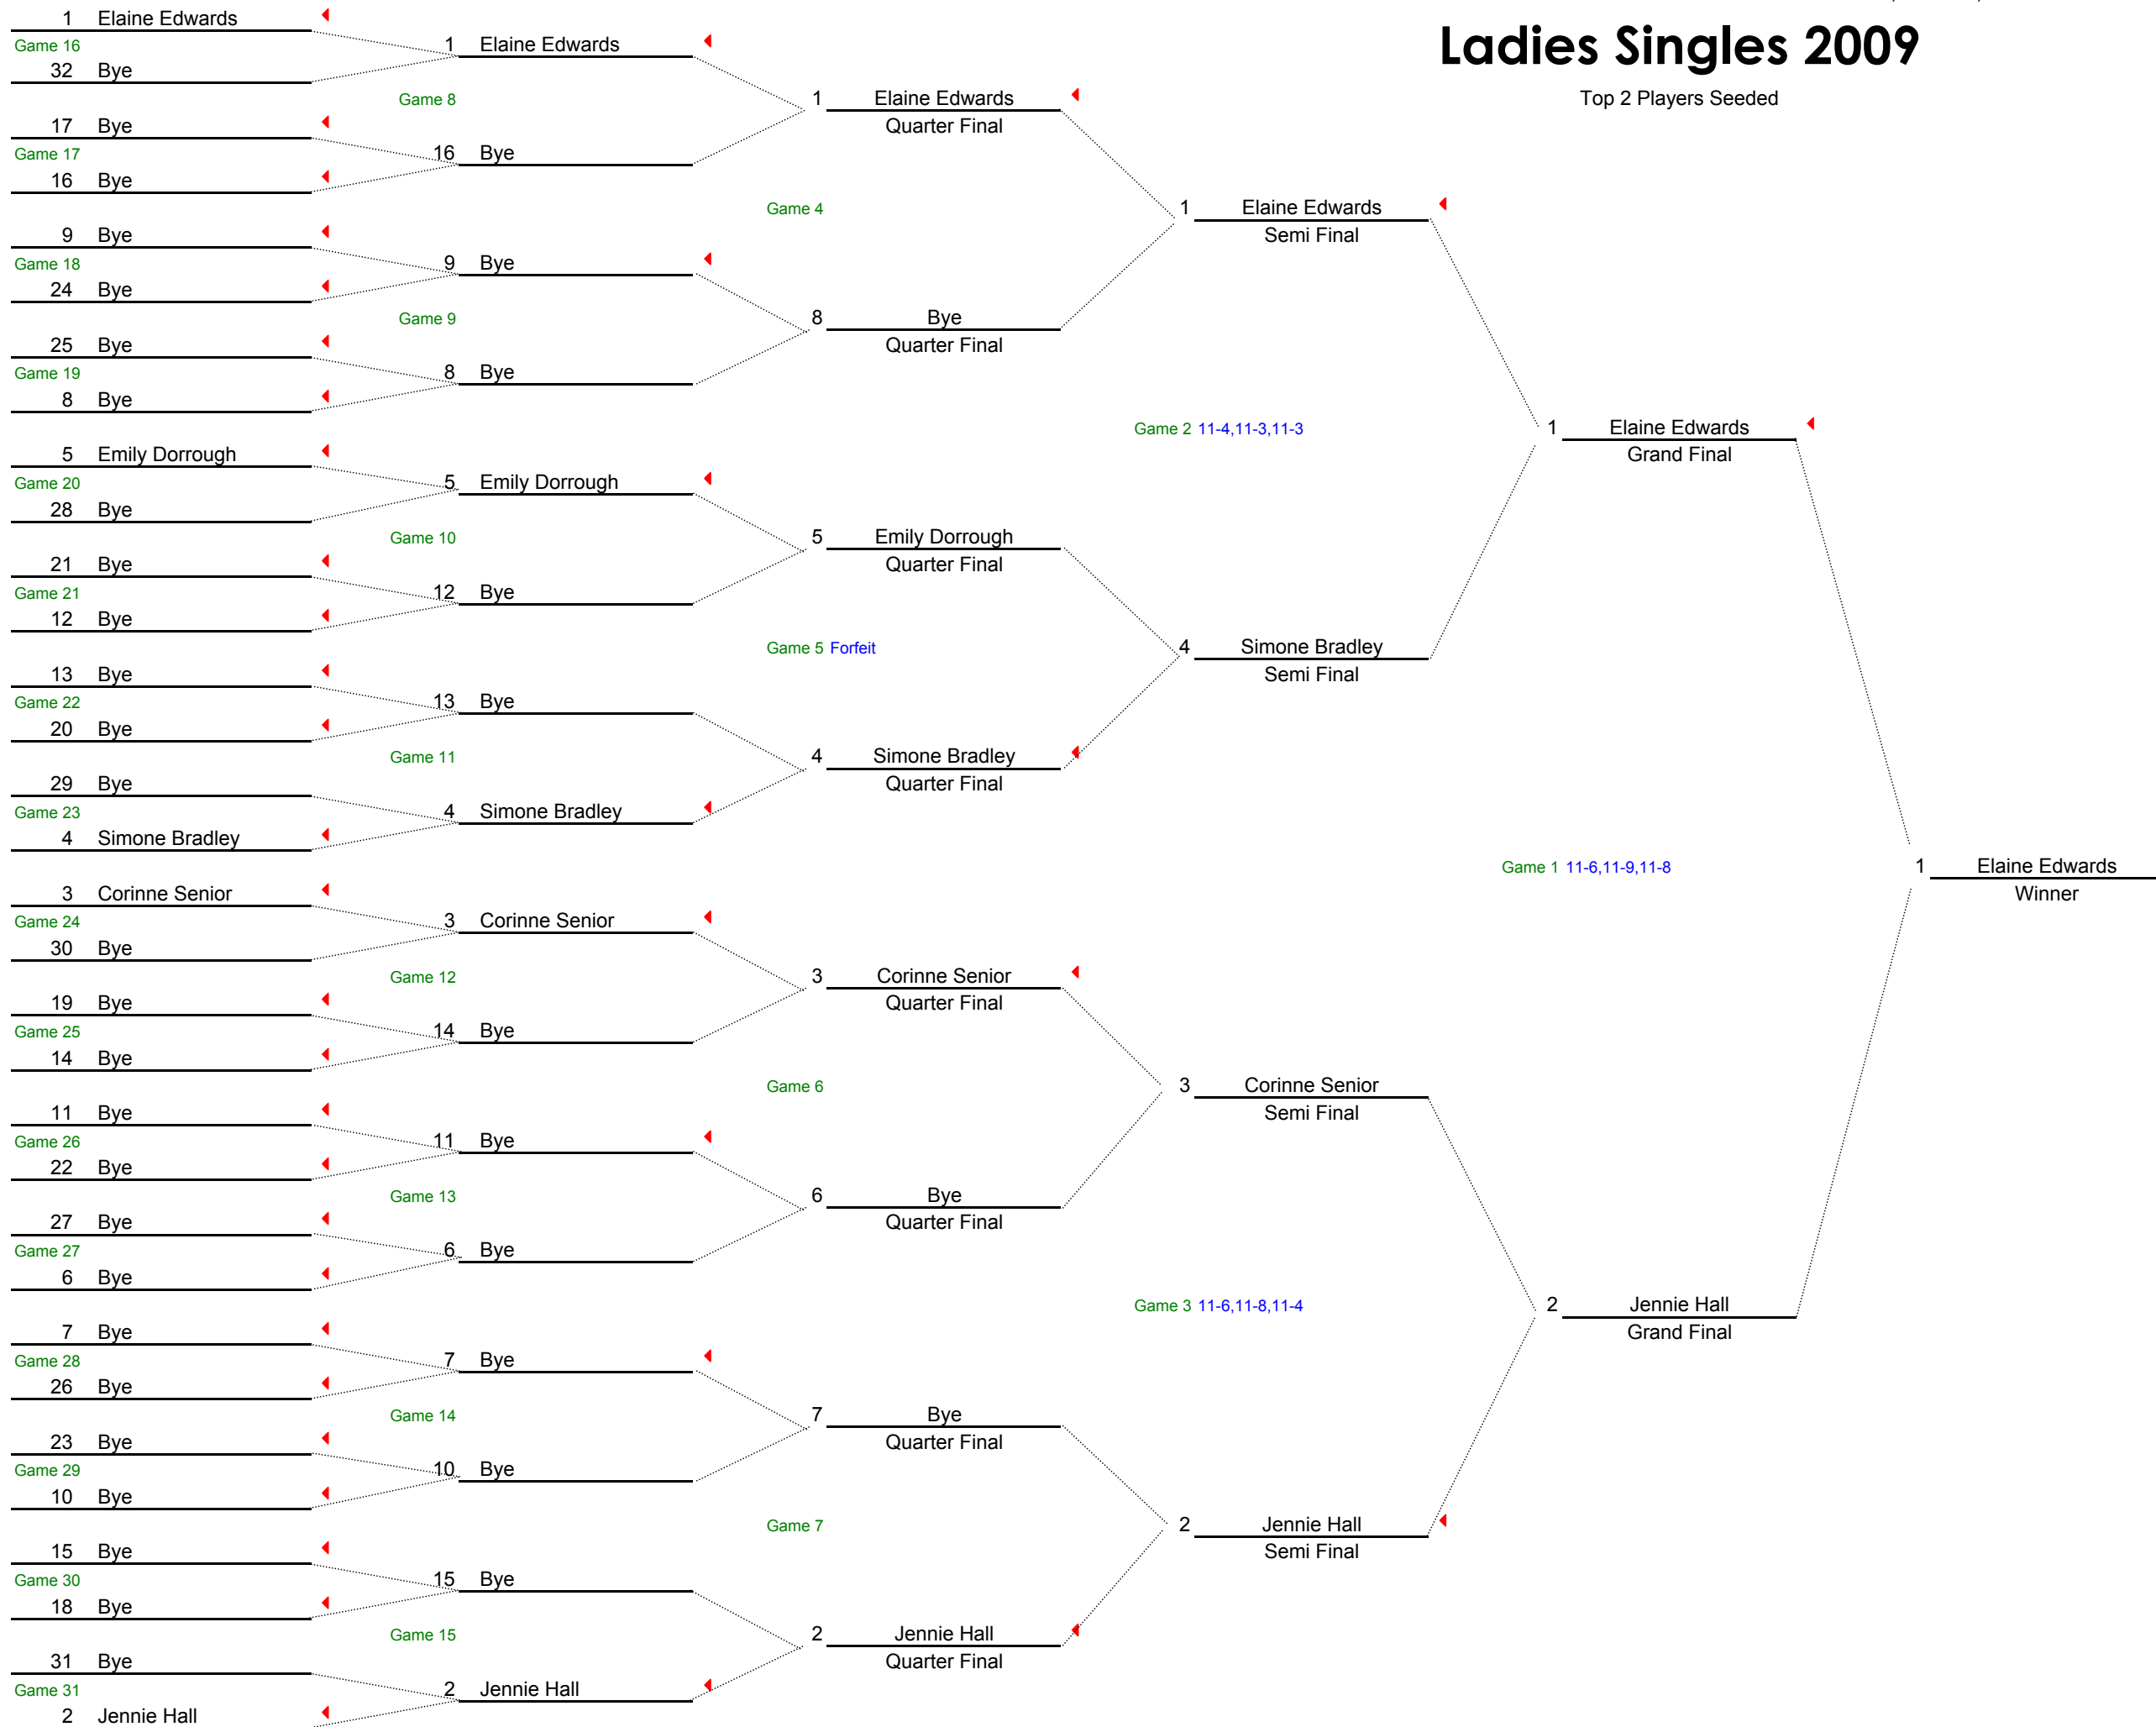 Ladies Singles 2009
Top 2 Players Seeded
1 Elaine Edwards
Game 16
32 Bye
17 Bye
Game 17
16 Bye
9 Bye
Game 18
24 Bye
25 Bye
Game 19
8 Bye
5 Emily Dorrough
Game 20
28 Bye
21 Bye
Game 21
12 Bye
13 Bye
Game 22
20 Bye
29 Bye
Game 23
4 Simone Bradley
3 Corinne Senior
Game 24
30 Bye
19 Bye
Game 25
14 Bye
11 Bye
Game 26
22 Bye
27 Bye
Game 27
6 Bye
7 Bye
Game 28
26 Bye
23 Bye
Game 29
10 Bye
15 Bye
Game 30
18 Bye
31 Bye
Game 31
2 Jennie Hall
1 Elaine Edwards
Game 8
16 Bye
9 Bye
Game 9
8 Bye
5 Emily Dorrough
Game 10
12 Bye
13 Bye
Game 11
4 Simone Bradley
3 Corinne Senior
Game 12
14 Bye
11 Bye
Game 13
6 Bye
7 Bye
Game 14
10 Bye
15 Bye
Game 15
2 Jennie Hall
1 Elaine Edwards
Quarter Final
Game 4
8 Bye
Quarter Final
5 Emily Dorrough
Quarter Final
Game 5 Forfeit
4 Simone Bradley
Quarter Final
3 Corinne Senior
Quarter Final
Game 6
6 Bye
Quarter Final
7 Bye
Quarter Final
Game 7
2 Jennie Hall
Quarter Final
1 Elaine Edwards
Semi Final
Game 2 11-4,11-3,11-3
4 Simone Bradley
Semi Final
3 Corinne Senior
Semi Final
Game 3 11-6,11-8,11-4
2 Jennie Hall
Semi Final
1 Elaine Edwards
Grand Final
Game 1 11-6,11-9,11-8
2 Jennie Hall
Grand Final
1 Elaine Edwards
Winner